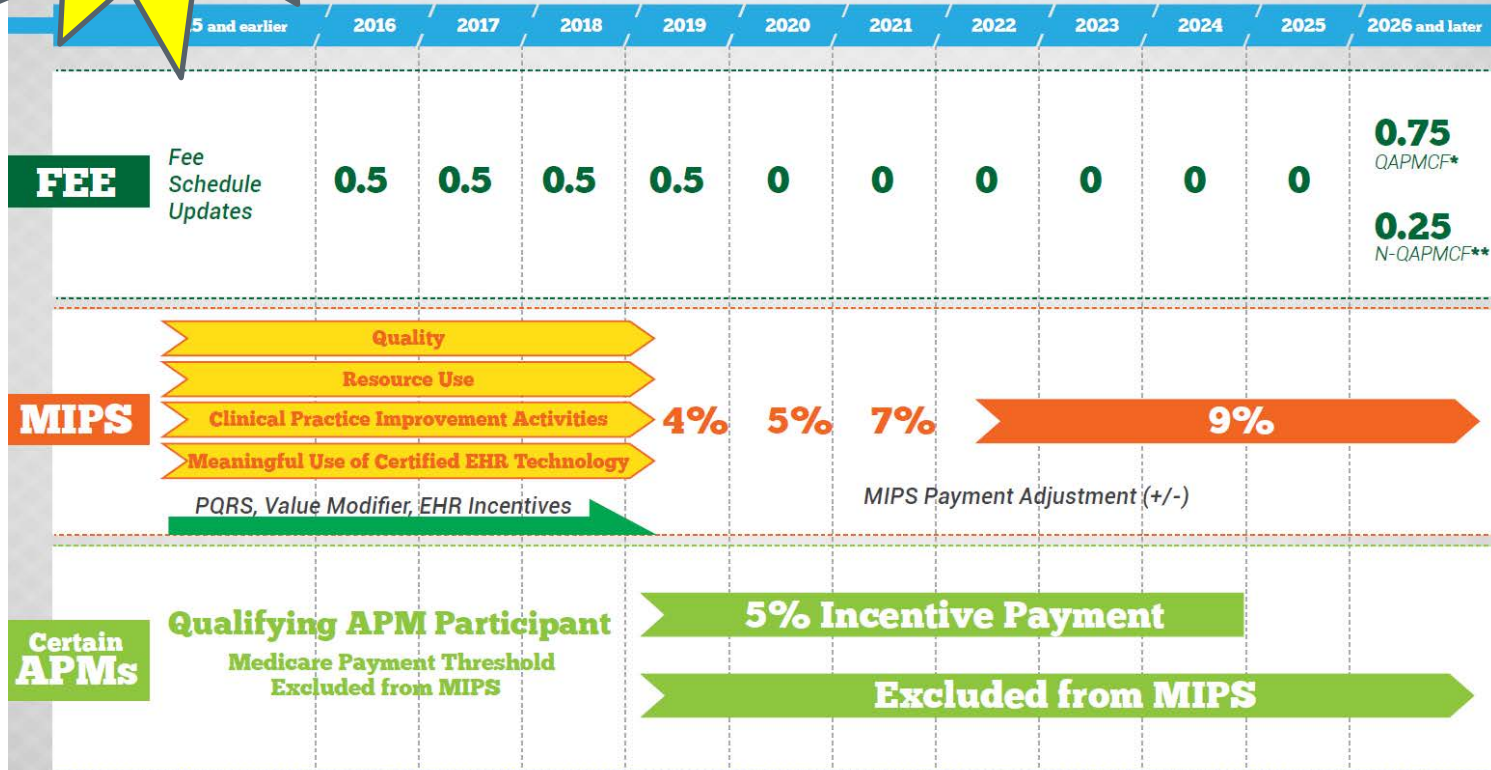 5 and earlier 2016 2017 2018 2019 2020 2021 2022 2023 2024 2025 2026 and later
FEE
Fee
Schedule
Updates
0.5 0.5 0.5 0.5 0 0 0 0 0 0
0.75
QAPMCF*
0.25
N-QAPMCF**
MIPS
Quality
Resource Use
Clinical Practice Improvement Activities
Meaningful Use of Certified EHR Technology
PQRS, Value Modifier, EHR Incentives
4% 5% 7% 9%
MIPS Payment Adjustment (+/-)
Certain
APMs
Qualifying APM Participant
Medicare Payment Threshold
Excluded from MIPS
5% Incentive Payment
Excluded from MIPS